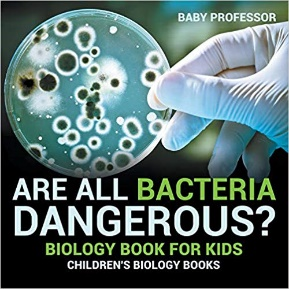 BABY PROFESSOR
ARE ALL BACTERIA
DANGEROUS?
BIOLOGY BOOK FOR KIDS
CHILDREN'S BIOLOGY BOOKS